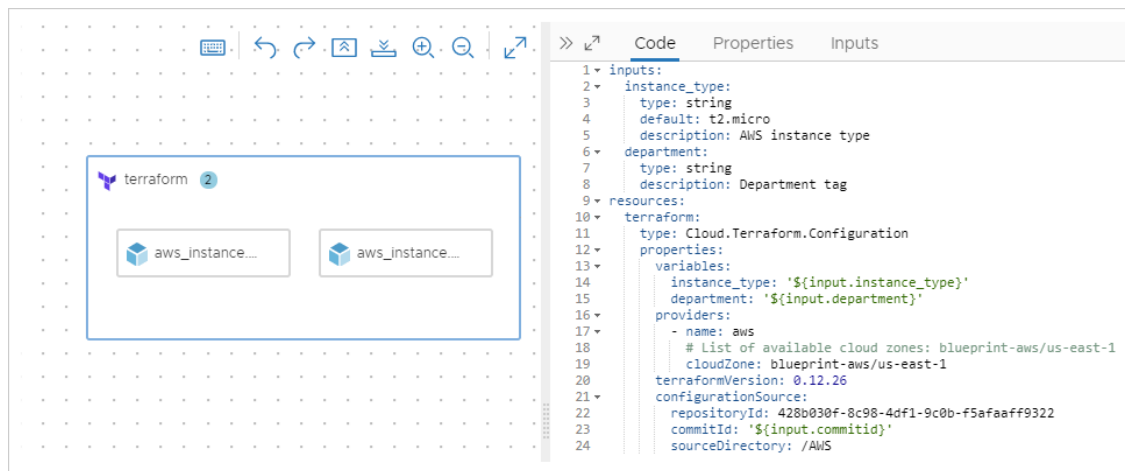 terraform 2
aws_instance....
aws_instance....
Code Properties Inputs
1 inputs:
2 instance_type:
3 type: string
4 default: t2.micro
5 description: AWS instance type
6 department:
7 type: string
8 description: Department tag
9 resources:
10 terraform:
11 type: Cloud.Terraform.Configuration
12 properties:
13 variables:
14 instance_type: '${input.instance_type}'
15 department: '${input.department}'
16 providers:
17 - name: aws
18 # List of available cloud zones: blueprint-aws/us-east-1
19 cloudZone: blueprint-aws/us-east-1
20 terraformVersion: 0.12.26
21 configurationSource:
22 repositoryId: 428b030f-8c98-4df1-9c0b-f5afaaff9322
23 commitId: '${input.commitid}'
24 sourceDirectory: /AWS